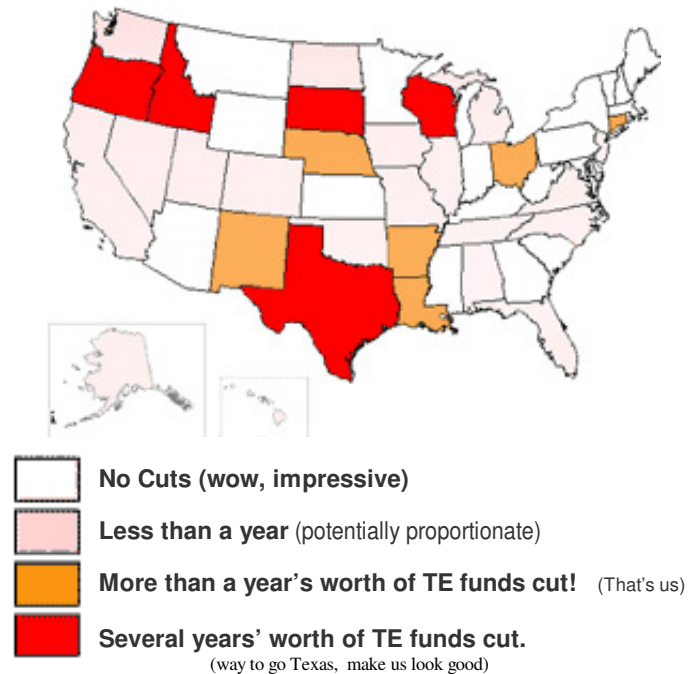 No Cuts (wow, impressive)
Less than a year (potentially proportionate)
More than a year's worth of TE funds cut! (That's us)
Several years' worth of TE funds cut.
(way to go Texas, make us look good)